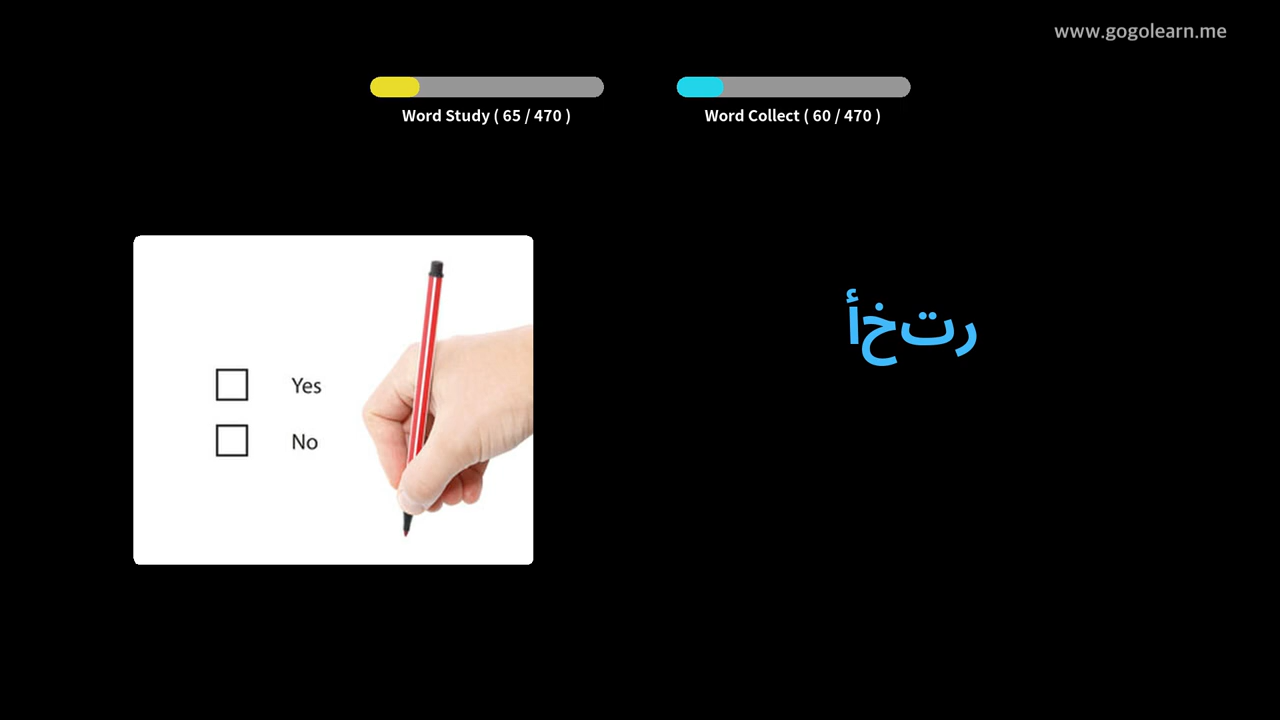 www.gogolearn.me
Word Study ( 65 / 470 )
Word Collect ( 60 / 470 )
Yes
No
رتخأ